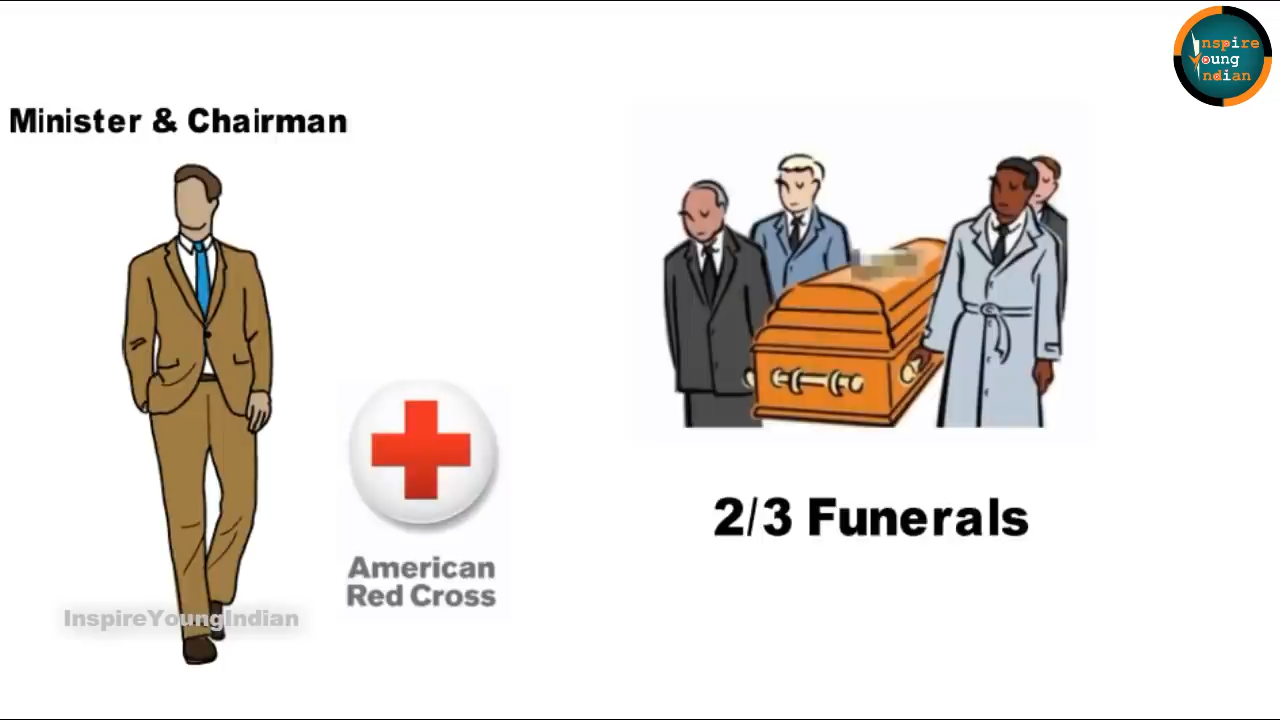 Inspire
Young
Indian
Minister & Chairman
American
Red Cross
InspireYoungIndian
2/3 Funerals